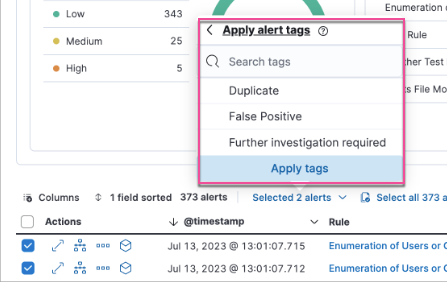 Low 343
Medium 25
High 5
Enumeration o
Rule
her Test
s File Mo
Apply alert tags
Search tags
Duplicate
False Positive
Further investigation required
Apply tags
Columns 1 field sorted 373 alerts Selected 2 alerts Select all 373 a
Actions @timestamp Rule
Jul 13, 2023 @ 13:01:07.715 Enumeration of Users or G
Jul 13, 2023 @ 13:01:07.712 Enumeration of Users or G